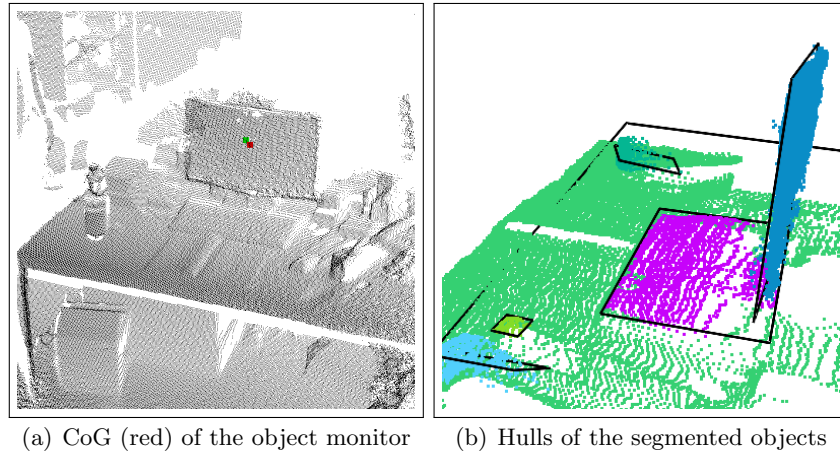 (a) CoG (red) of the object monitor
(b) Hulls of the segmented objects